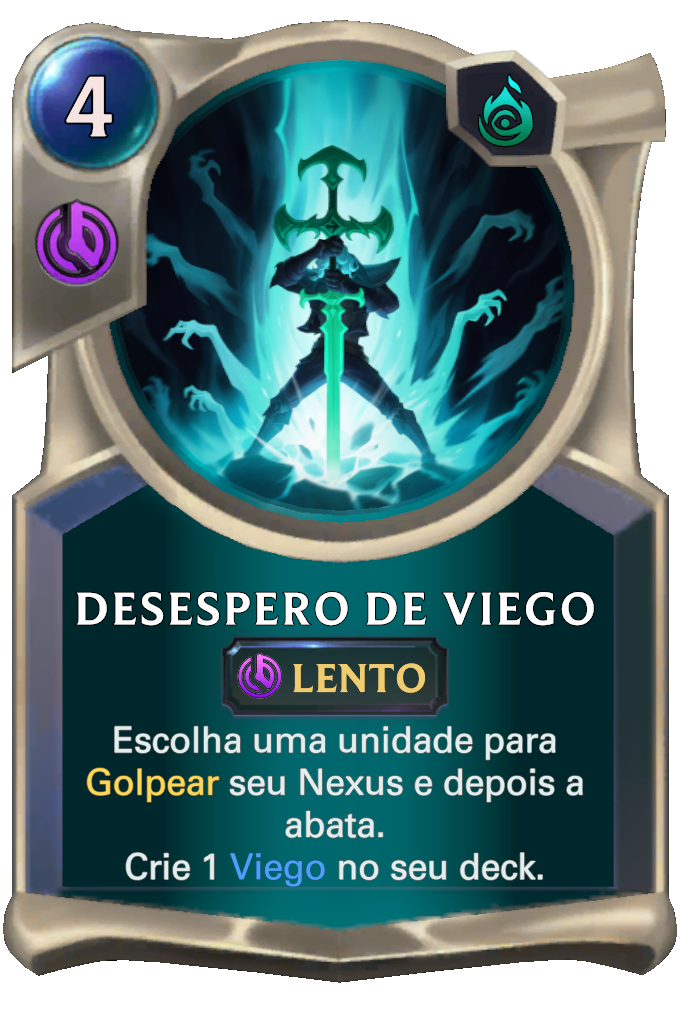 4
DESESPERO DE VIEGO
LENTO
Escolha uma unidade para
Golpear seu Nexus e depois a
abata.
Crie 1 Viego no seu deck.